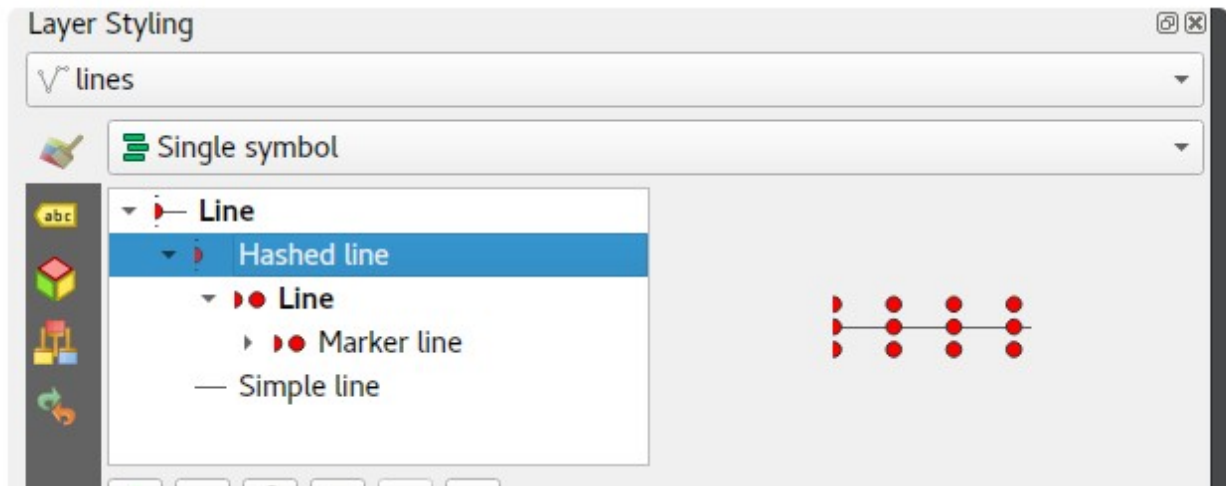 Layer Styling
lines
Single symbol
abc
Line
Hashed line
Line
Marker line
Simple line